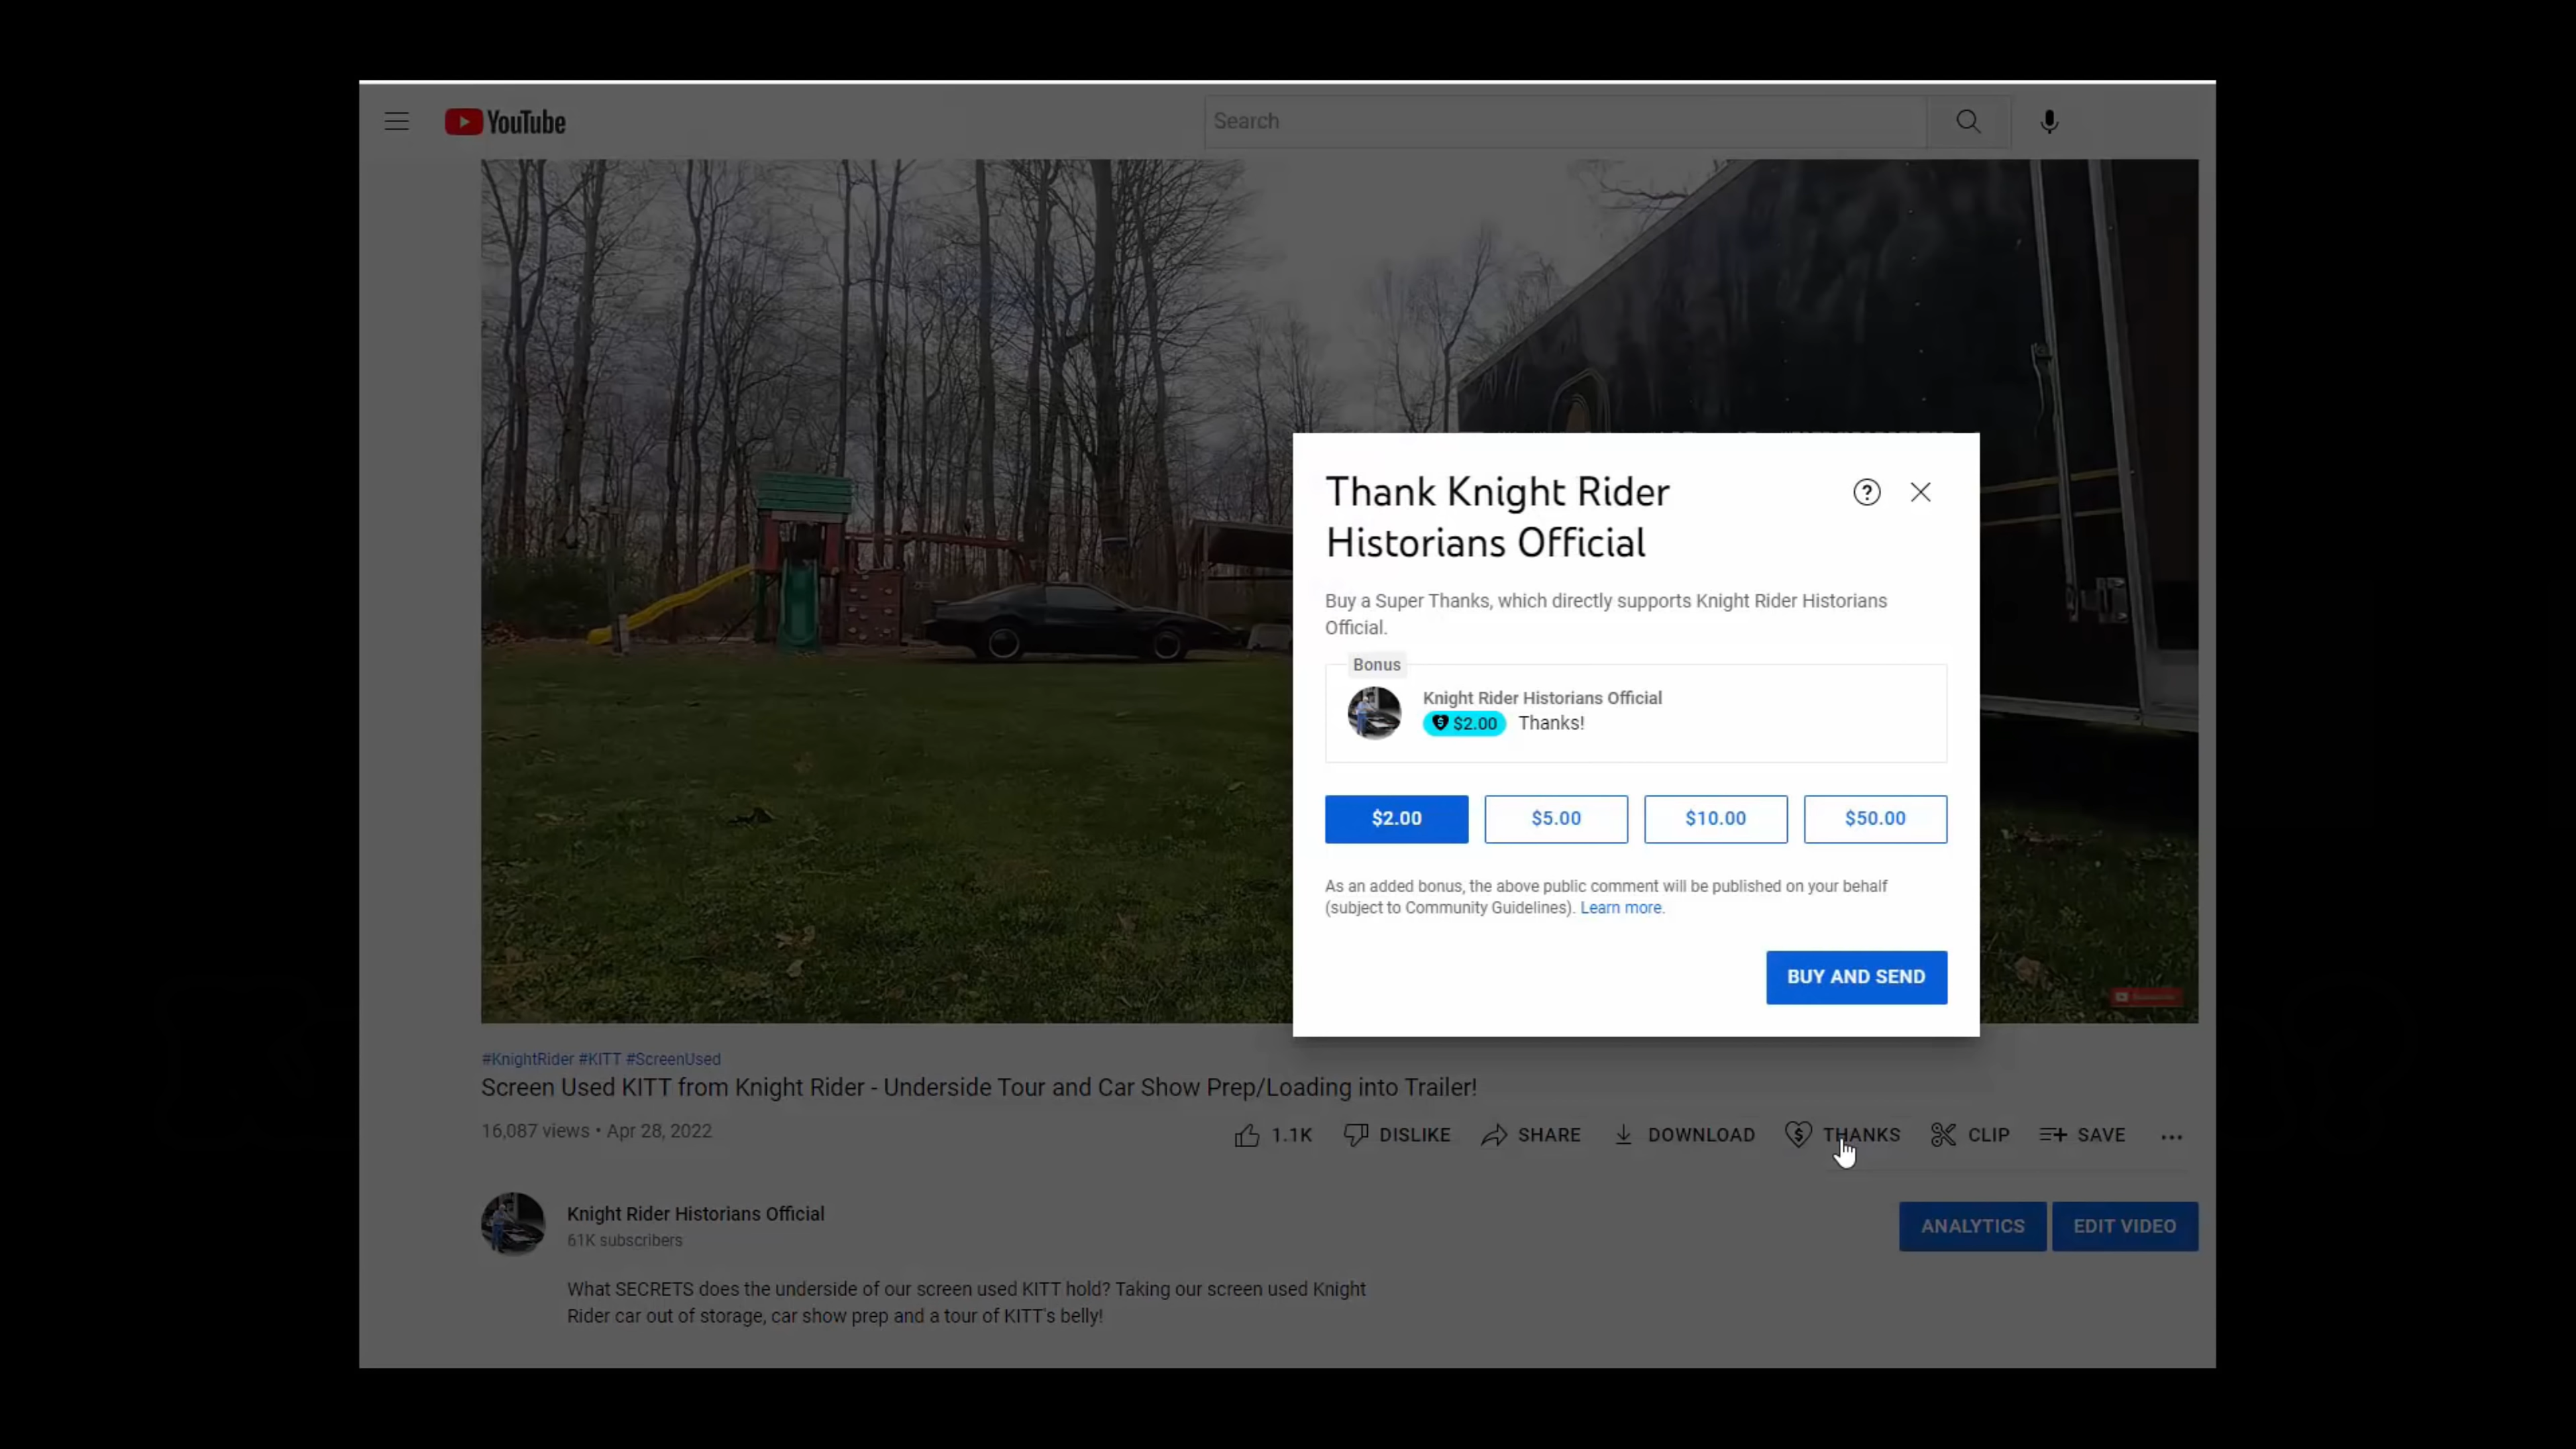 YouTube
Search
Thank Knight Rider
Historians Official
Buy a Super Thanks, which directly supports Knight Rider Historians
Official.
Bonus
Knight Rider Historians Official
$2.00 Thanks!
$2.00 $5.00 $10.00 $50.00
As an added bonus, the above public comment will be published on your behalf
(subject to Community Guidelines). Learn more.
BUY AND SEND
#KnightRider #KITT #ScreenUsed
Screen Used KITT from Knight Rider - Underside Tour and Car Show Prep/Loading into Trailer!
16,087 views • Apr 28, 2022
1.1K DISLIKE SHARE DOWNLOAD THANKS CLIP SAVE
Knight Rider Historians Official
61K subscribers
ANALYTICS EDIT VIDEO
What SECRETS does the underside of our screen used KITT hold? Taking our screen used Knight
Rider car out of storage, car show prep and a tour of KITT's belly!